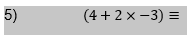 5) (4 + 2 × −3) ≡